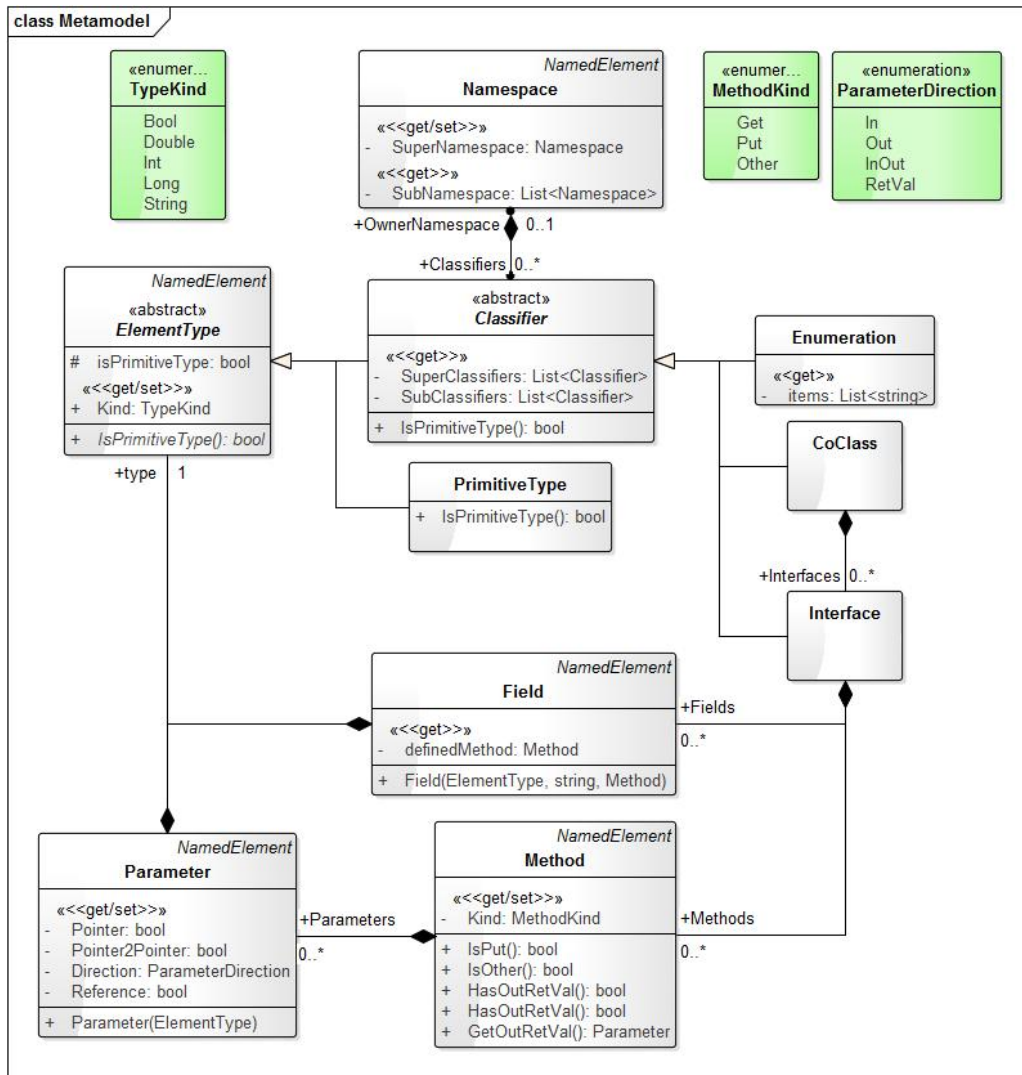 class Metamodel
«enumer...
TypeKind
Bool
Double
Int
Long
String
NamedElement
Namespace
«<<get/set>>»
- SuperNamespace: Namespace
«<<get>>»
- SubNamespace: List<Namespace>
«enumer...
MethodKind
Get
Put
Other
«enumeration»
ParameterDirection
In
Out
InOut
RetVal
+OwnerNamespace 0..1
+Classifiers 0..*
NamedElement
«abstract»
ElementType
# isPrimitiveType: bool
«<<get/set>>»
+ Kind: TypeKind
+ IsPrimitiveType(): bool
+type 1
«abstract»
Classifier
«<<get>>»
- SuperClassifiers: List<Classifier>
- SubClassifiers: List<Classifier>
+ IsPrimitiveType(): bool
Enumeration
«<<get>>»
- items: List<string>
CoClass
PrimitiveType
+ IsPrimitiveType(): bool
+Interfaces 0..*
Interface
NamedElement
Field
«<<get>>»
- definedMethod: Method
+ Field(ElementType, string, Method)
+Fields
0..*
NamedElement
Parameter
«<<get/set>>»
- Pointer: bool
- Pointer2Pointer: bool
- Direction: ParameterDirection
- Reference: bool
+ Parameter(ElementType)
+Parameters
0..*
NamedElement
Method
«<<get/set>>»
- Kind: MethodKind
+ IsPut(): bool
+ IsOther(): bool
+ HasOutRetVal(): bool
+ HasOutRetVal(): bool
+ GetOutRetVal(): Parameter
+Methods
0..*